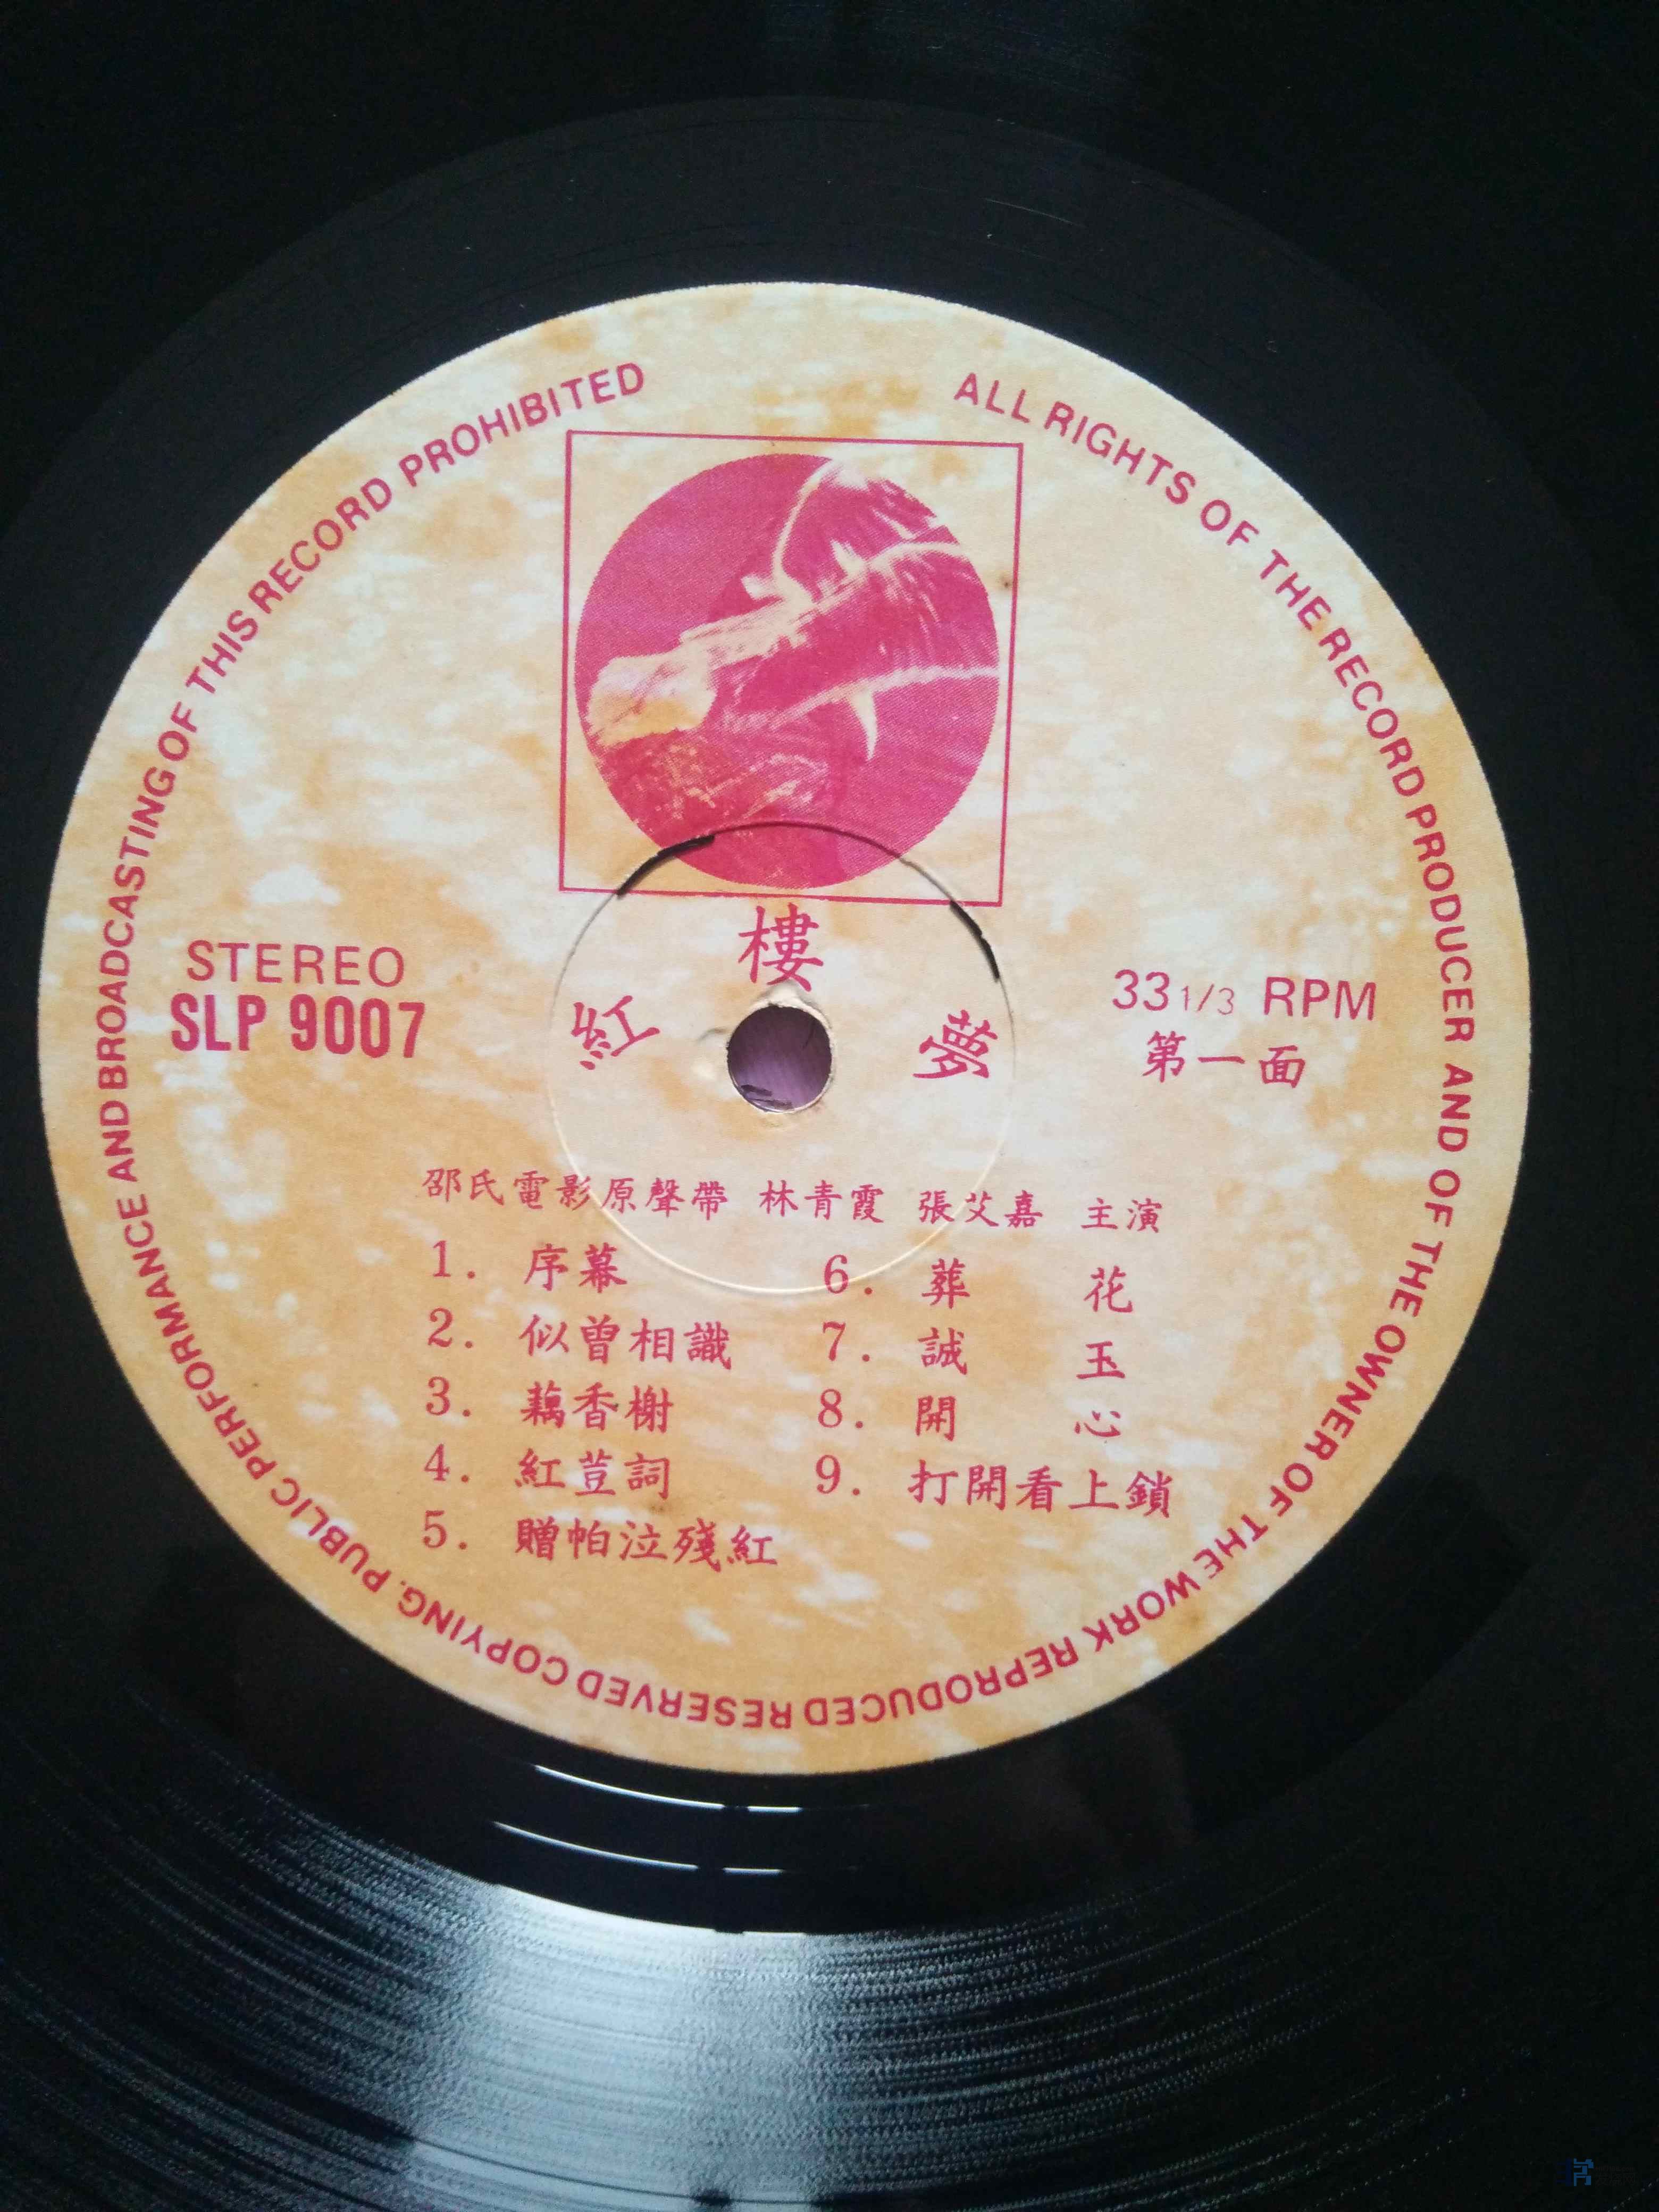 ALL RIGHTS OF THE RECORD PRODUCER AND OF THE OWNER OF THE WORK REPRODUCED RESERVED COPYING. PUBLIC PERFORMANCE AND BROADCASTING OF THIS RECORD PROHIBITED
紅樓夢
STEREO
SLP 9007
33 1/3 RPM
第一面
邵氏電影原聲帶 林青霞 張艾嘉 主演
1. 序幕
2. 似曾相識
3. 藕香榭
4. 紅荳詞
5. 贈帕泣殘紅
6. 葬花
7. 誠玉
8. 開心
9. 打開看上鎖